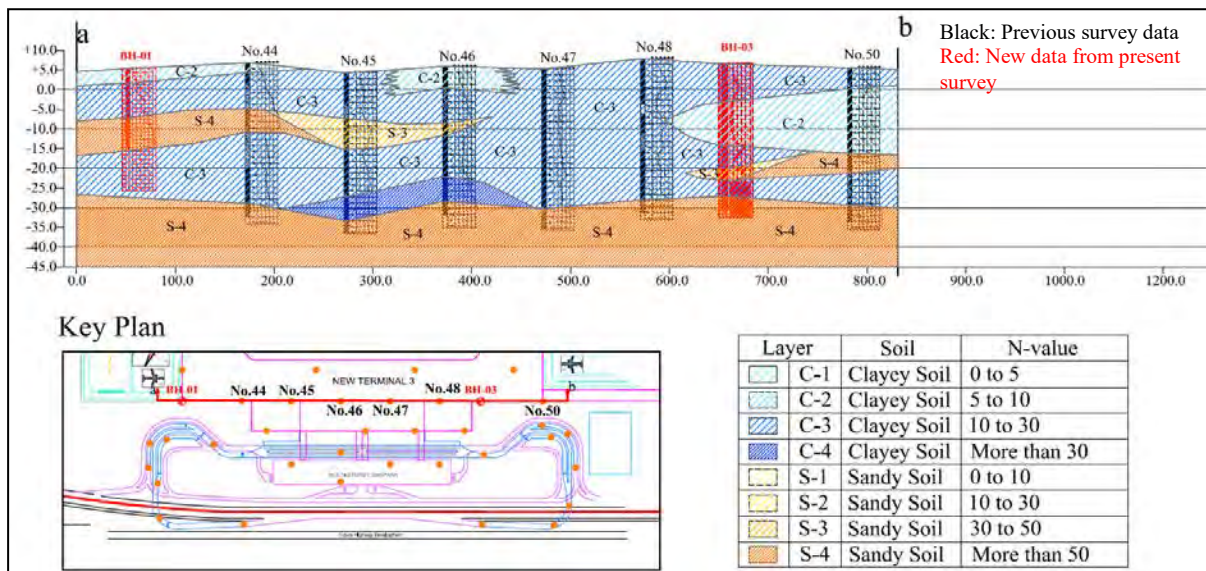 a
b
Black: Previous survey data
Red: New data from present
survey
+10.0
+5.0
0.0
-5.0
-10.0
-15.0
-20.0
-25.0
-30.0
-40.0
-45.0
BH-01
No.44
No.45
No.46
No.47
No.48
BH-03
No.50
C-2
C-2
C-3
C-3
C-3
C-2
S-4
S-3
C-3
C-3
C-3
C-3
S-3
S-4
S-4
S-4
S-4
S-4
0.0 100.0 200.0 300.0 400.0 500.0 600.0 700.0 800.0 900.0 1000.0 1200.0
Key Plan
NEW TERMINAL 3
BH-01 No.44 No.45 No.46 No.47 No.48 BH-03 No.50
b
Layer Soil N-value
C-1 Clayey Soil 0 to 5
C-2 Clayey Soil 5 to 10
C-3 Clayey Soil 10 to 30
C-4 Clayey Soil More than 30
S-1 Sandy Soil 0 to 10
S-2 Sandy Soil 10 to 30
S-3 Sandy Soil 30 to 50
S-4 Sandy Soil More than 50